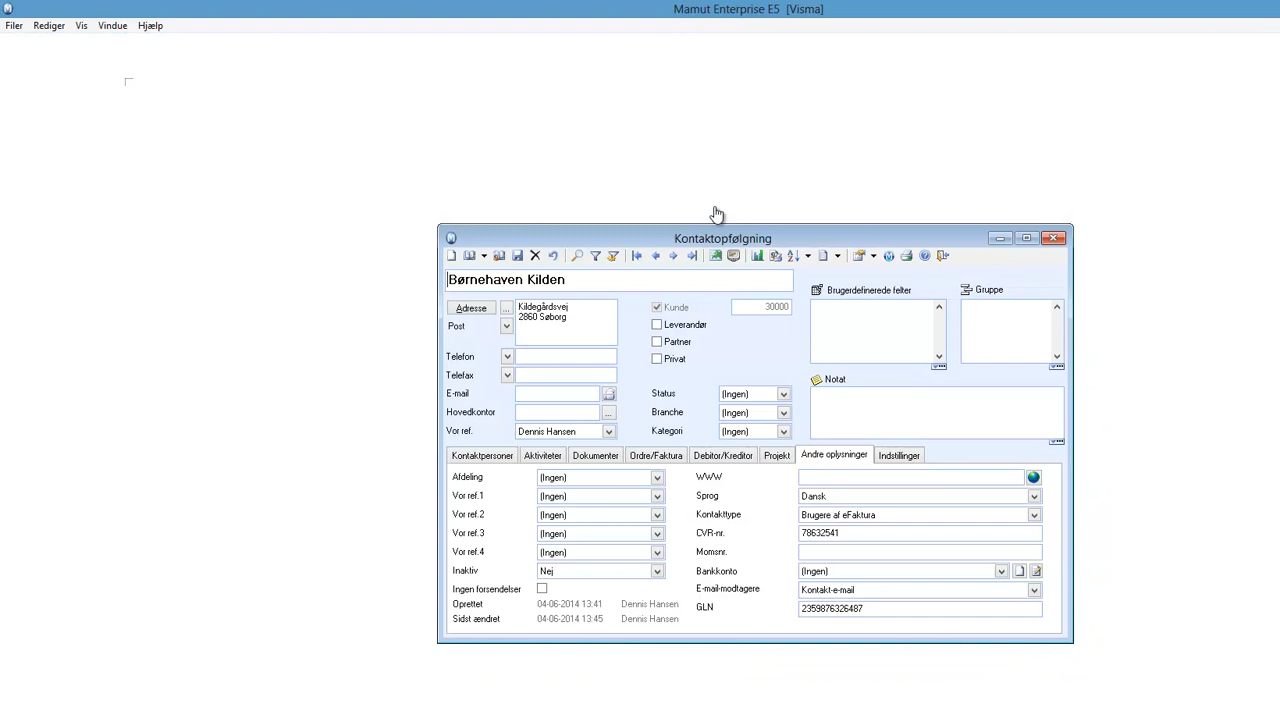 Mamut Enterprise E5 [Visma]
Filer Rediger Vis Vindue Hjælp
Kontaktopfølgning
Børnehaven Kilden
Adresse ... Kildegårdsvej
2860 Søborg
Post
Telefon
Telefax
E-mail
Hovedkontor ...
Vor ref. Dennis Hansen
Kunde 30000
Leverandør
Partner
Privat
Status (Ingen)
Branche (Ingen)
Kategori (Ingen)
Brugerdefinerede felter
Gruppe
Notat
Kontaktpersoner Aktiviteter Dokumenter Ordre/Faktura Debitor/Kreditor Projekt Andre oplysninger Indstillinger
Afdeling (Ingen)
Vor ref.1 (Ingen)
Vor ref.2 (Ingen)
Vor ref.3 (Ingen)
Vor ref.4 (Ingen)
Inaktiv Nej
Ingen forsendelser
Oprettet 04-06-2014 13:41 Dennis Hansen
Sidst ændret 04-06-2014 13:45 Dennis Hansen
WWW
Sprog Dansk
Kontakttype Brugere af eFaktura
CVR-nr. 78632541
Momsnr.
Bankkonto (Ingen)
E-mail-modtagere Kontakt-e-mail
GLN 2359876326487